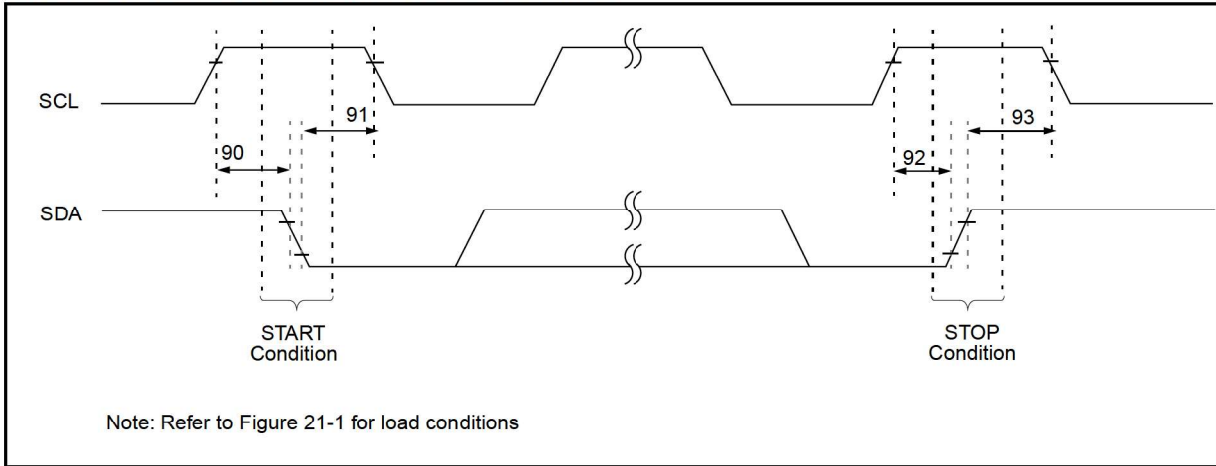 SCL
91
93
90
92
SDA
START
Condition
STOP
Condition
Note: Refer to Figure 21-1 for load conditions